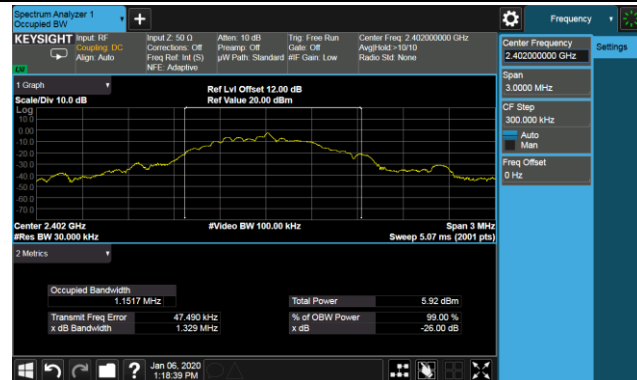 Spectrum Analyzer 1
Occupied BW
Frequency
KEYSIGHT
Input: RF
Coupling: DC
Align: Auto
Input Z: 50 Ω
Corrections: Off
Freq Ref: Int (S)
NFE: Adaptive
Atten: 10 dB
Preamp: Off
µW Path: Standard
Trig: Free Run
Gate: Off
#IF Gain: Low
Center Freq: 2.402000000 GHz
Avg|Hold:>10/10
Radio Std: None
Center Frequency
2.402000000 GHz
Settings
Span
3.0000 MHz
CF Step
300.000 kHz
Auto
Man
Freq Offset
0 Hz
1 Graph
Scale/Div 10.0 dB
Ref Lvl Offset 12.00 dB
Ref Value 20.00 dBm
Log
10.0
0.00
-10.0
-20.0
-30.0
-40.0
-50.0
-60.0
-70.0
Center 2.402 GHz
#Res BW 30.000 kHz
#Video BW 100.00 kHz
Span 3 MHz
Sweep 5.07 ms (2001 pts)
2 Metrics
Occupied Bandwidth
1.1517 MHz
Total Power 5.92 dBm
Transmit Freq Error 47.490 kHz
% of OBW Power 99.00 %
x dB Bandwidth 1.329 MHz
x dB -26.00 dB
?
Jan 06, 2020
1:18:39 PM